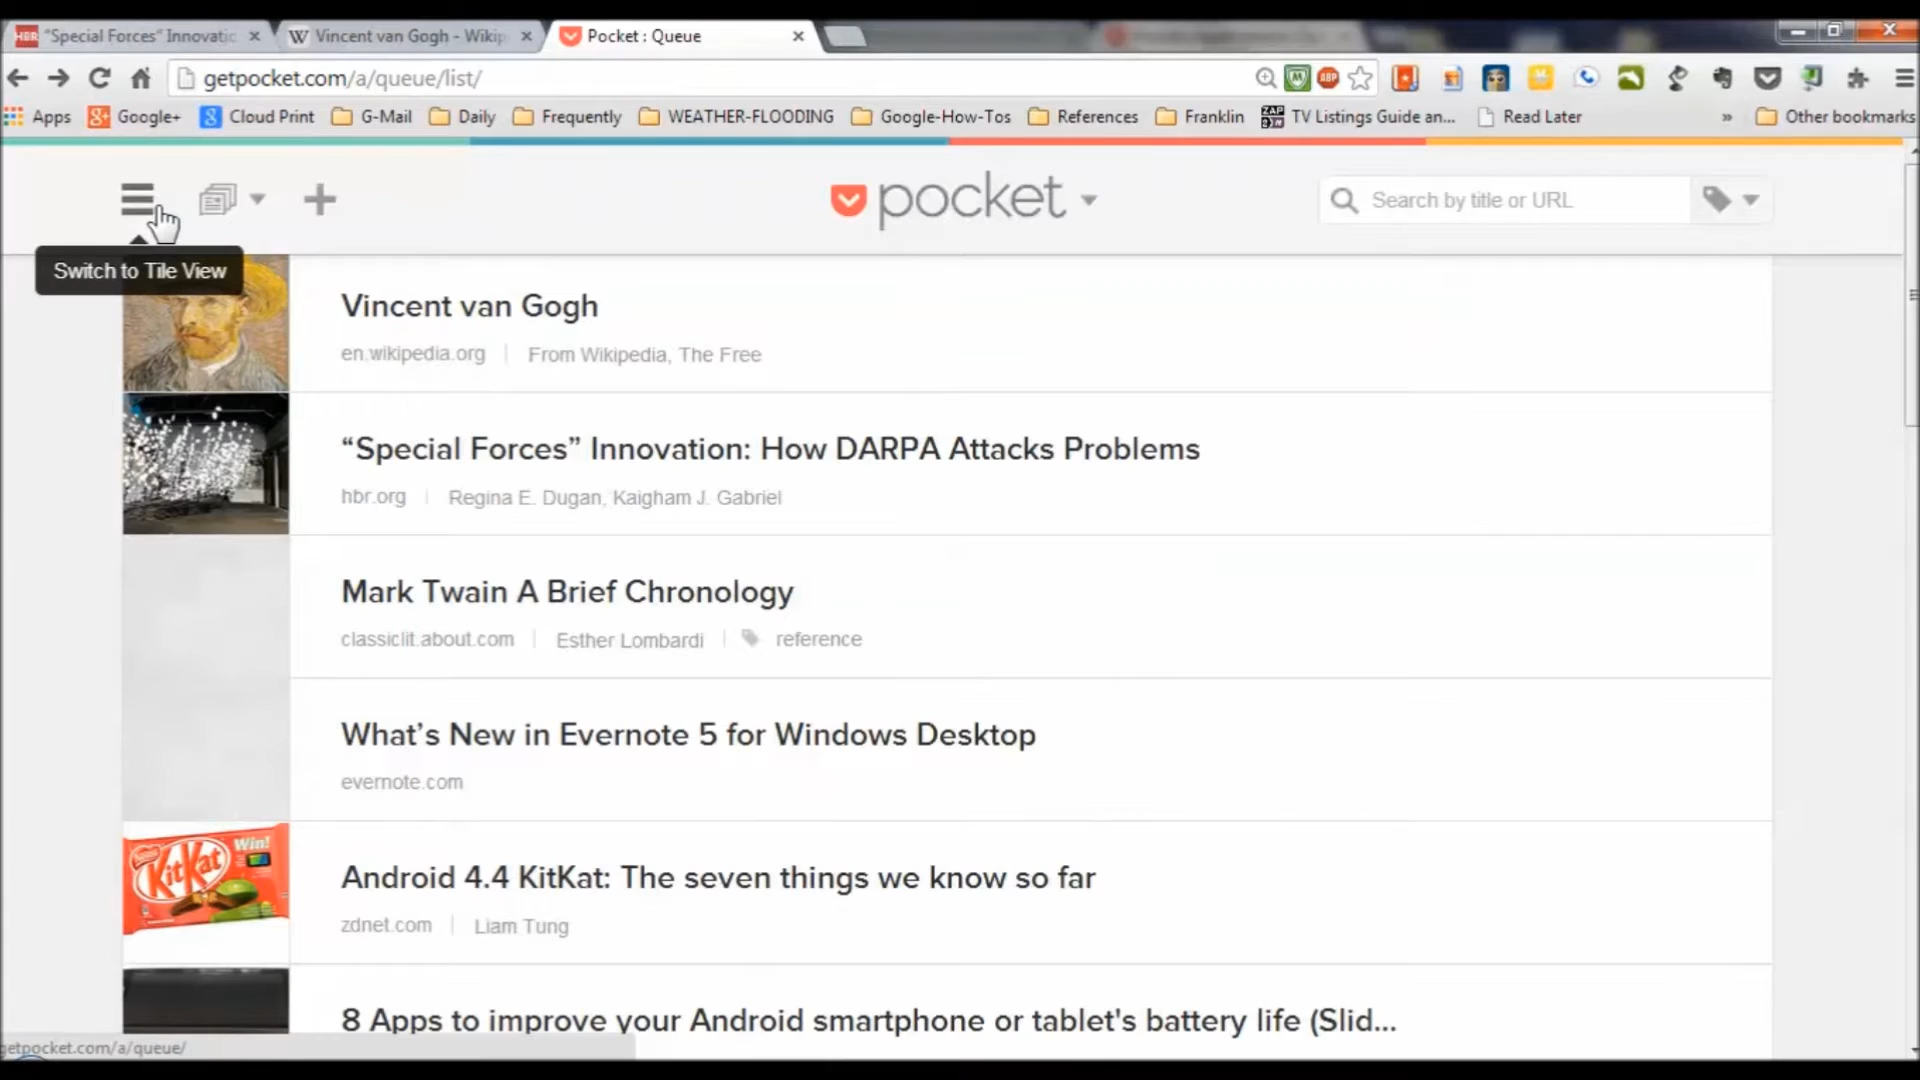 HBR "Special Forces" Innovatic
W Vincent van Gogh - Wikip
Pocket : Queue
getpocket.com/a/queue/list/
ABP
Apps Google+ Cloud Print G-Mail Daily Frequently WEATHER-FLOODING Google-How-Tos References Franklin TV Listings Guide an... Read Later » Other bookmarks
pocket
Search by title or URL
Switch to Tile View
Vincent van Gogh
en.wikipedia.org From Wikipedia, The Free
“Special Forces” Innovation: How DARPA Attacks Problems
hbr.org Regina E. Dugan, Kaigham J. Gabriel
Mark Twain A Brief Chronology
classiclit.about.com Esther Lombardi reference
What’s New in Evernote 5 for Windows Desktop
evernote.com
Win!
KitKat
Android 4.4 KitKat: The seven things we know so far
zdnet.com Liam Tung
8 Apps to improve your Android smartphone or tablet's battery life (Slid...
getpocket.com/a/queue/